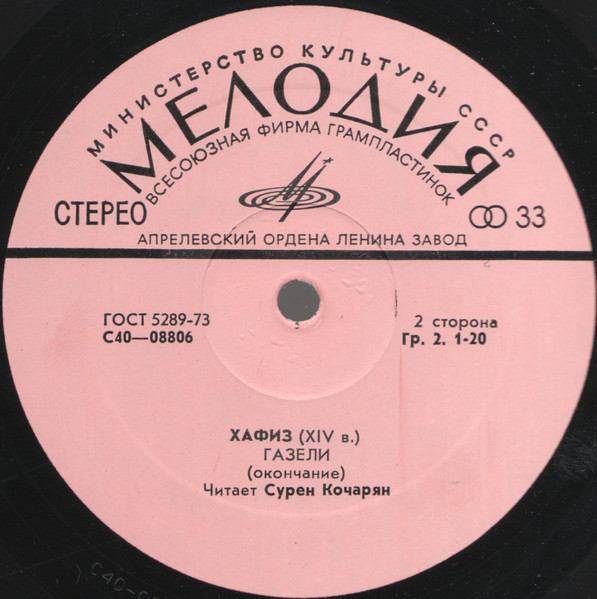 МИНИСТЕРСТВО КУЛЬТУРЫ СССР
МЕЛОДИЯ
ВСЕСОЮЗНАЯ ФИРМА ГРАМПЛАСТИНОК
СТЕРЕО
33
АПРЕЛЕВСКИЙ ОРДЕНА ЛЕНИНА ЗАВОД
ГОСТ 5289-73
С40—08806
2 сторона
Гр. 2. 1-20
ХАФИЗ (XIV в.)
ГАЗЕЛИ
(окончание)
Читает Сурен Кочарян